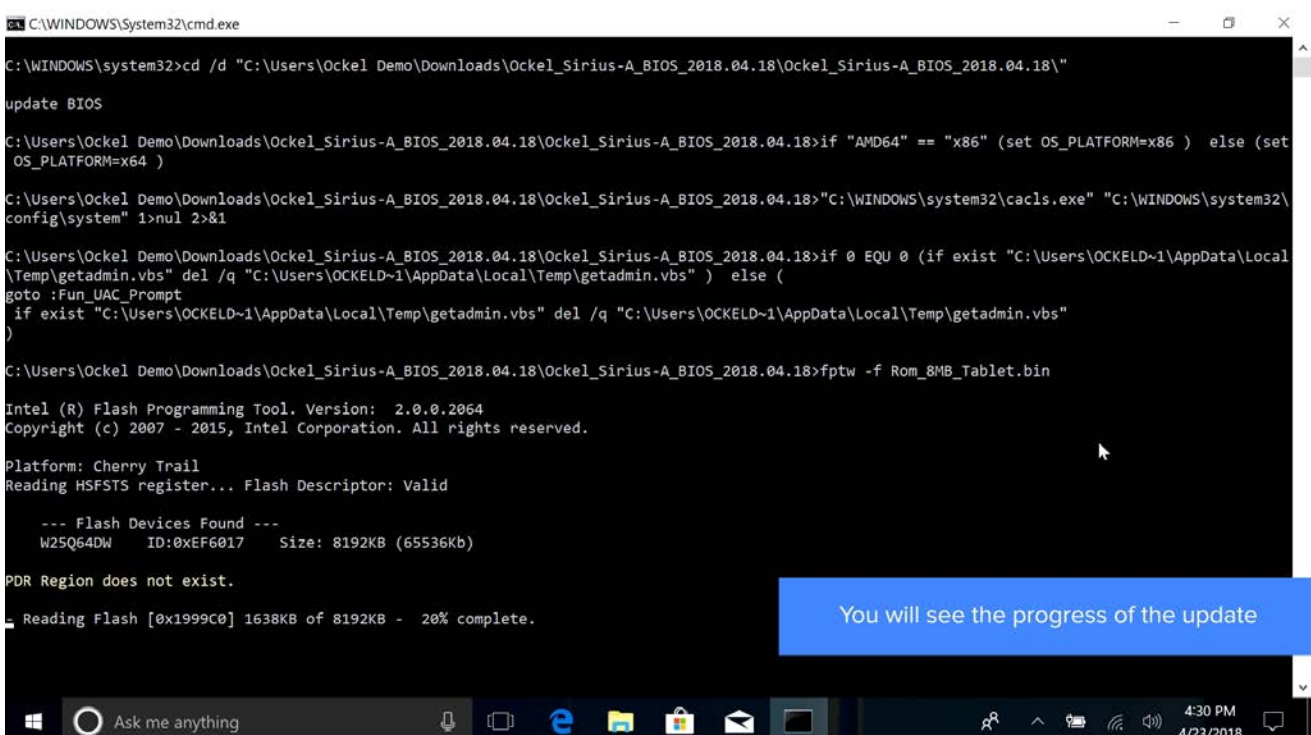 C:\WINDOWS\System32\cmd.exe
C:\WINDOWS\system32>cd /d "C:\Users\Ockel Demo\Downloads\Ockel_Sirius-A_BIOS_2018.04.18\Ockel_Sirius-A_BIOS_2018.04.18\"
update BIOS
C:\Users\Ockel Demo\Downloads\Ockel_Sirius-A_BIOS_2018.04.18\Ockel_Sirius-A_BIOS_2018.04.18>if "AMD64" == "x86" (set OS_PLATFORM=x86 )  else (set
 OS_PLATFORM=x64 )
C:\Users\Ockel Demo\Downloads\Ockel_Sirius-A_BIOS_2018.04.18\Ockel_Sirius-A_BIOS_2018.04.18>"C:\WINDOWS\system32\cacls.exe" "C:\WINDOWS\system32\
config\system" 1>nul 2>&1
C:\Users\Ockel Demo\Downloads\Ockel_Sirius-A_BIOS_2018.04.18\Ockel_Sirius-A_BIOS_2018.04.18>if 0 EQU 0 (if exist "C:\Users\OCKELD~1\AppData\Local
\Temp\getadmin.vbs" del /q "C:\Users\OCKELD~1\AppData\Local\Temp\getadmin.vbs" )  else (
goto :Fun_UAC_Prompt
 if exist "C:\Users\OCKELD~1\AppData\Local\Temp\getadmin.vbs" del /q "C:\Users\OCKELD~1\AppData\Local\Temp\getadmin.vbs"
)
C:\Users\Ockel Demo\Downloads\Ockel_Sirius-A_BIOS_2018.04.18\Ockel_Sirius-A_BIOS_2018.04.18>fptw -f Rom_8MB_Tablet.bin
Intel (R) Flash Programming Tool. Version:  2.0.0.2064
Copyright (c) 2007 - 2015, Intel Corporation. All rights reserved.
Platform: Cherry Trail
Reading HSFSTS register... Flash Descriptor: Valid
--- Flash Devices Found ---
W25Q64DW    ID:0xEF6017    Size: 8192KB (65536Kb)
PDR Region does not exist.
- Reading Flash [0x1999C0] 1638KB of 8192KB -  20% complete.
You will see the progress of the update
Ask me anything
4:30 PM
4/23/2018